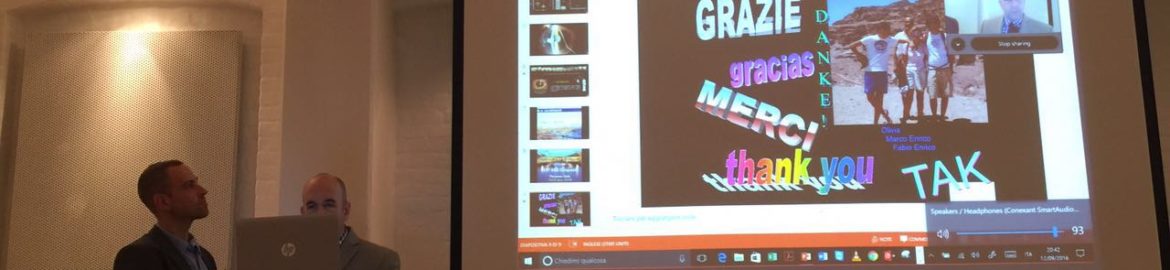 GRAZIE
DANKE!
gracias
MERCI
thank you
TAK
Olivia
Marco Enrico
Fabio Enrico
Stop sharing
Speakers / Headphones (Conexant SmartAudio...
93
NOTE
Chiedimi qualcosa
20:42
12/09/2016
hp